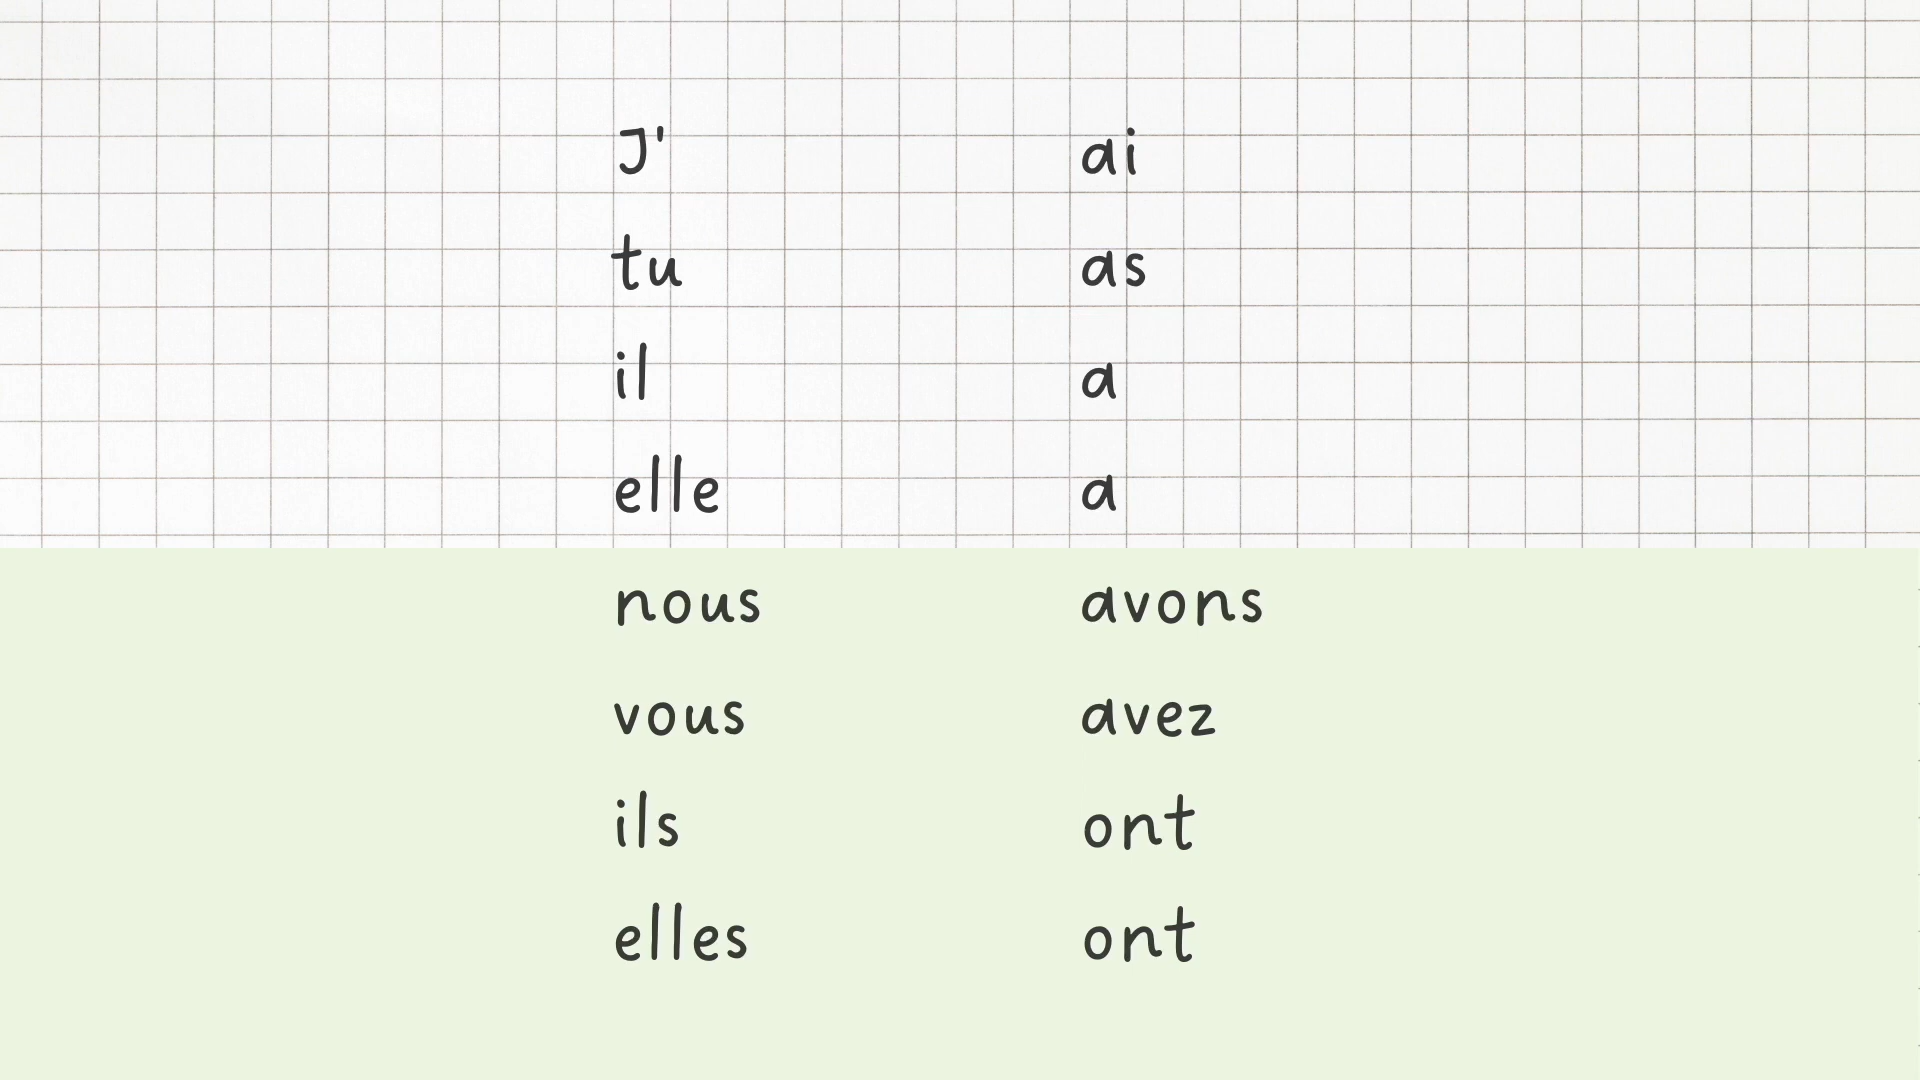 J' ai
tu as
il a
elle a
nous avons
vous avez
ils ont
elles ont